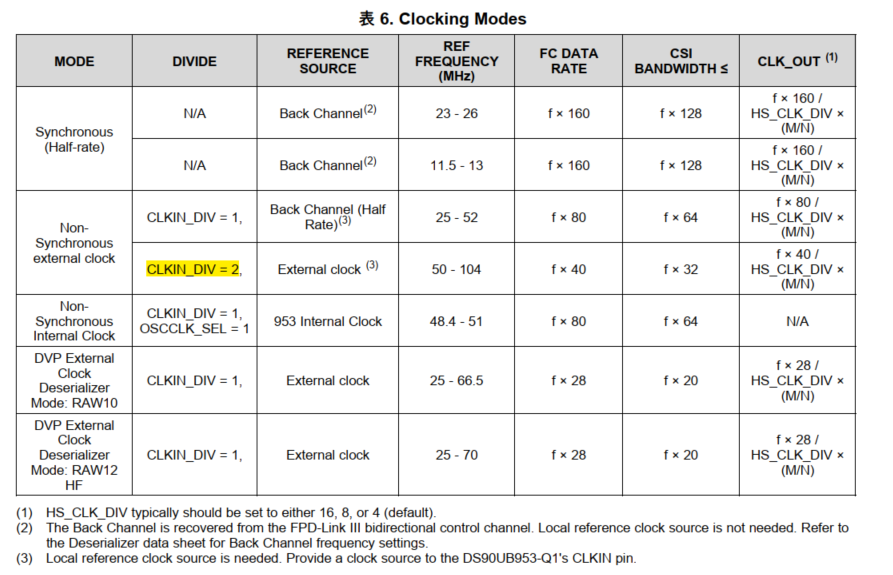 表 6. Clocking Modes
MODE DIVIDE REFERENCE SOURCE REF FREQUENCY (MHz) FC DATA RATE CSI BANDWIDTH ≤ CLK_OUT (1)
Synchronous (Half-rate) N/A Back Channel(2) 23 - 26 f × 160 f × 128 f × 160 / HS_CLK_DIV × (M/N)
N/A Back Channel(2) 11.5 - 13 f × 160 f × 128 f × 160 / HS_CLK_DIV × (M/N)
Non-Synchronous external clock CLKIN_DIV = 1, Back Channel (Half Rate)(3) 25 - 52 f × 80 f × 64 f × 80 / HS_CLK_DIV × (M/N)
CLKIN_DIV = 2, External clock (3) 50 - 104 f × 40 f × 32 f × 40 / HS_CLK_DIV × (M/N)
Non-Synchronous Internal Clock CLKIN_DIV = 1, OSCCLK_SEL = 1 953 Internal Clock 48.4 - 51 f × 80 f × 64 N/A
DVP External Clock Deserializer Mode: RAW10 CLKIN_DIV = 1, External clock 25 - 66.5 f × 28 f × 20 f × 28 / HS_CLK_DIV × (M/N)
DVP External Clock Deserializer Mode: RAW12 HF CLKIN_DIV = 1, External clock 25 - 70 f × 28 f × 20 f × 28 / HS_CLK_DIV × (M/N)
(1) HS_CLK_DIV typically should be set to either 16, 8, or 4 (default).
(2) The Back Channel is recovered from the FPD-Link III bidirectional control channel. Local reference clock source is not needed. Refer to
the Deserializer data sheet for Back Channel frequency settings.
(3) Local reference clock source is needed. Provide a clock source to the DS90UB953-Q1's CLKIN pin.